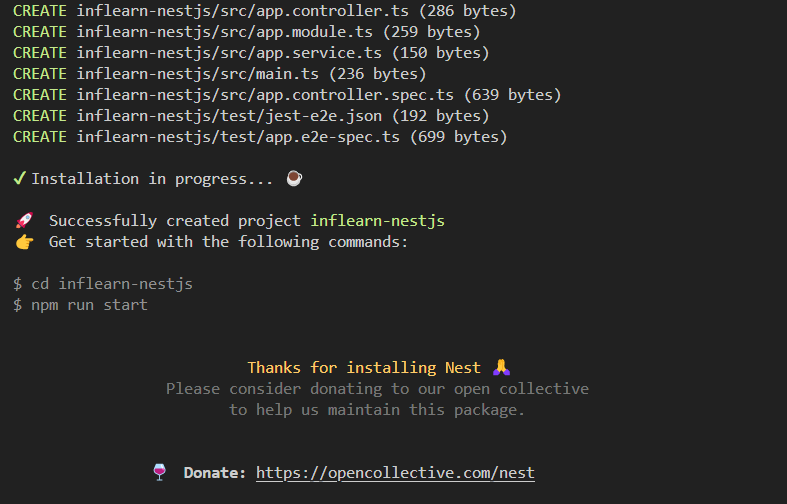 CREATE inflearn-nestjs/src/app.controller.ts (286 bytes)
CREATE inflearn-nestjs/src/app.module.ts (259 bytes)
CREATE inflearn-nestjs/src/app.service.ts (150 bytes)
CREATE inflearn-nestjs/src/main.ts (236 bytes)
CREATE inflearn-nestjs/src/app.controller.spec.ts (639 bytes)
CREATE inflearn-nestjs/test/jest-e2e.json (192 bytes)
CREATE inflearn-nestjs/test/app.e2e-spec.ts (699 bytes)
✓ Installation in progress... ☕
🚀 Successfully created project inflearn-nestjs
👉 Get started with the following commands:
$ cd inflearn-nestjs
$ npm run start
Thanks for installing Nest 🙏
Please consider donating to our open collective
to help us maintain this package.
🍷 Donate: https://opencollective.com/nest